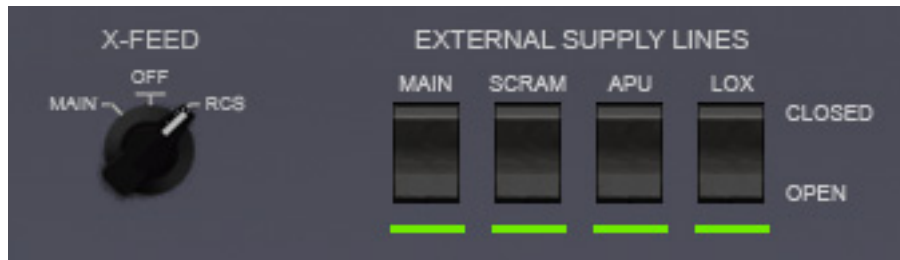 X-FEED
OFF
MAIN
RCS
EXTERNAL SUPPLY LINES
MAIN SCRAM APU LOX
CLOSED
OPEN